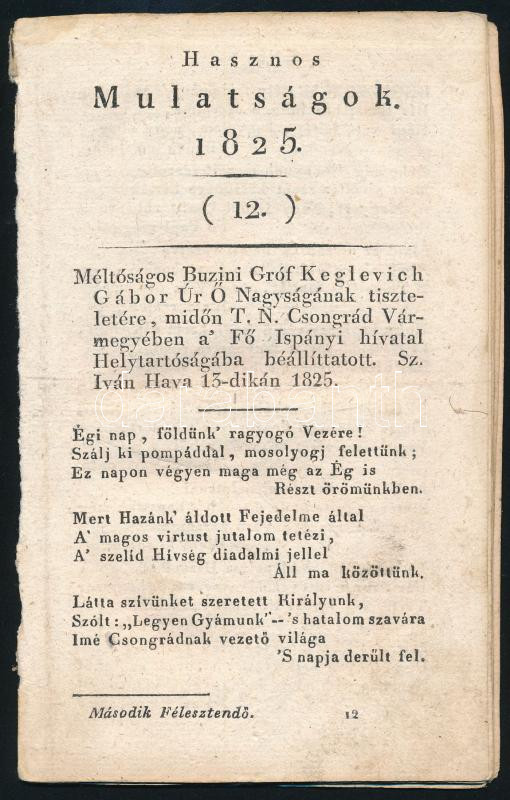 Hasznos
Mulatságok.
1825.
( 12. )
Méltóságos Buzini Gróf Keglevich
Gábor Úr Ő Nagyságának tiszte-
letére, midőn T. N. Csongrád Vár-
megyében a' Fő Ispányi hívatal
Helytartóságába béállíttatott. Sz.
Iván Hava 13-dikán 1825.
Égi nap, földünk' ragyogó Vezére!
Szálj ki pompáddal, mosolyogj felettünk;
Ez napon végyen maga még az Ég is
Részt örömünkben.
Mert Hazánk' áldott Fejedelme által
A' magos virtust jutalom tetézi,
A' szelíd Hívség diadalmi jellel
Áll ma közöttünk.
Látta szívünket szeretett Királyunk,
Szólt: „Legyen Gyámunk"--'s hatalom szavára
Imé Csongrádnak vezető világa
'S napja derűlt fel.
Második Félesztendő. 12
darabanth